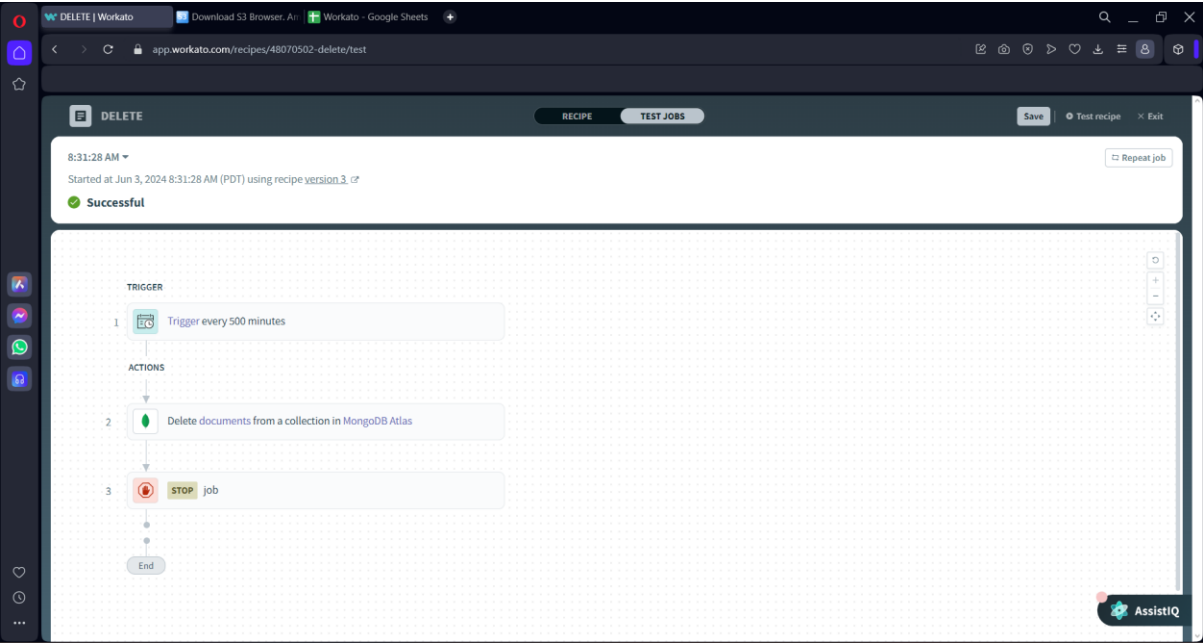 DELETE | Workato
Download S3 Browser. Am
Workato - Google Sheets
app.workato.com/recipes/48070502-delete/test
DELETE
RECIPE
TEST JOBS
Save
Test recipe
Exit
8:31:28 AM
Repeat job
Started at Jun 3, 2024 8:31:28 AM (PDT) using recipe version 3
Successful
TRIGGER
1 Trigger every 500 minutes
ACTIONS
2 Delete documents from a collection in MongoDB Atlas
3 STOP job
End
AssistIQ